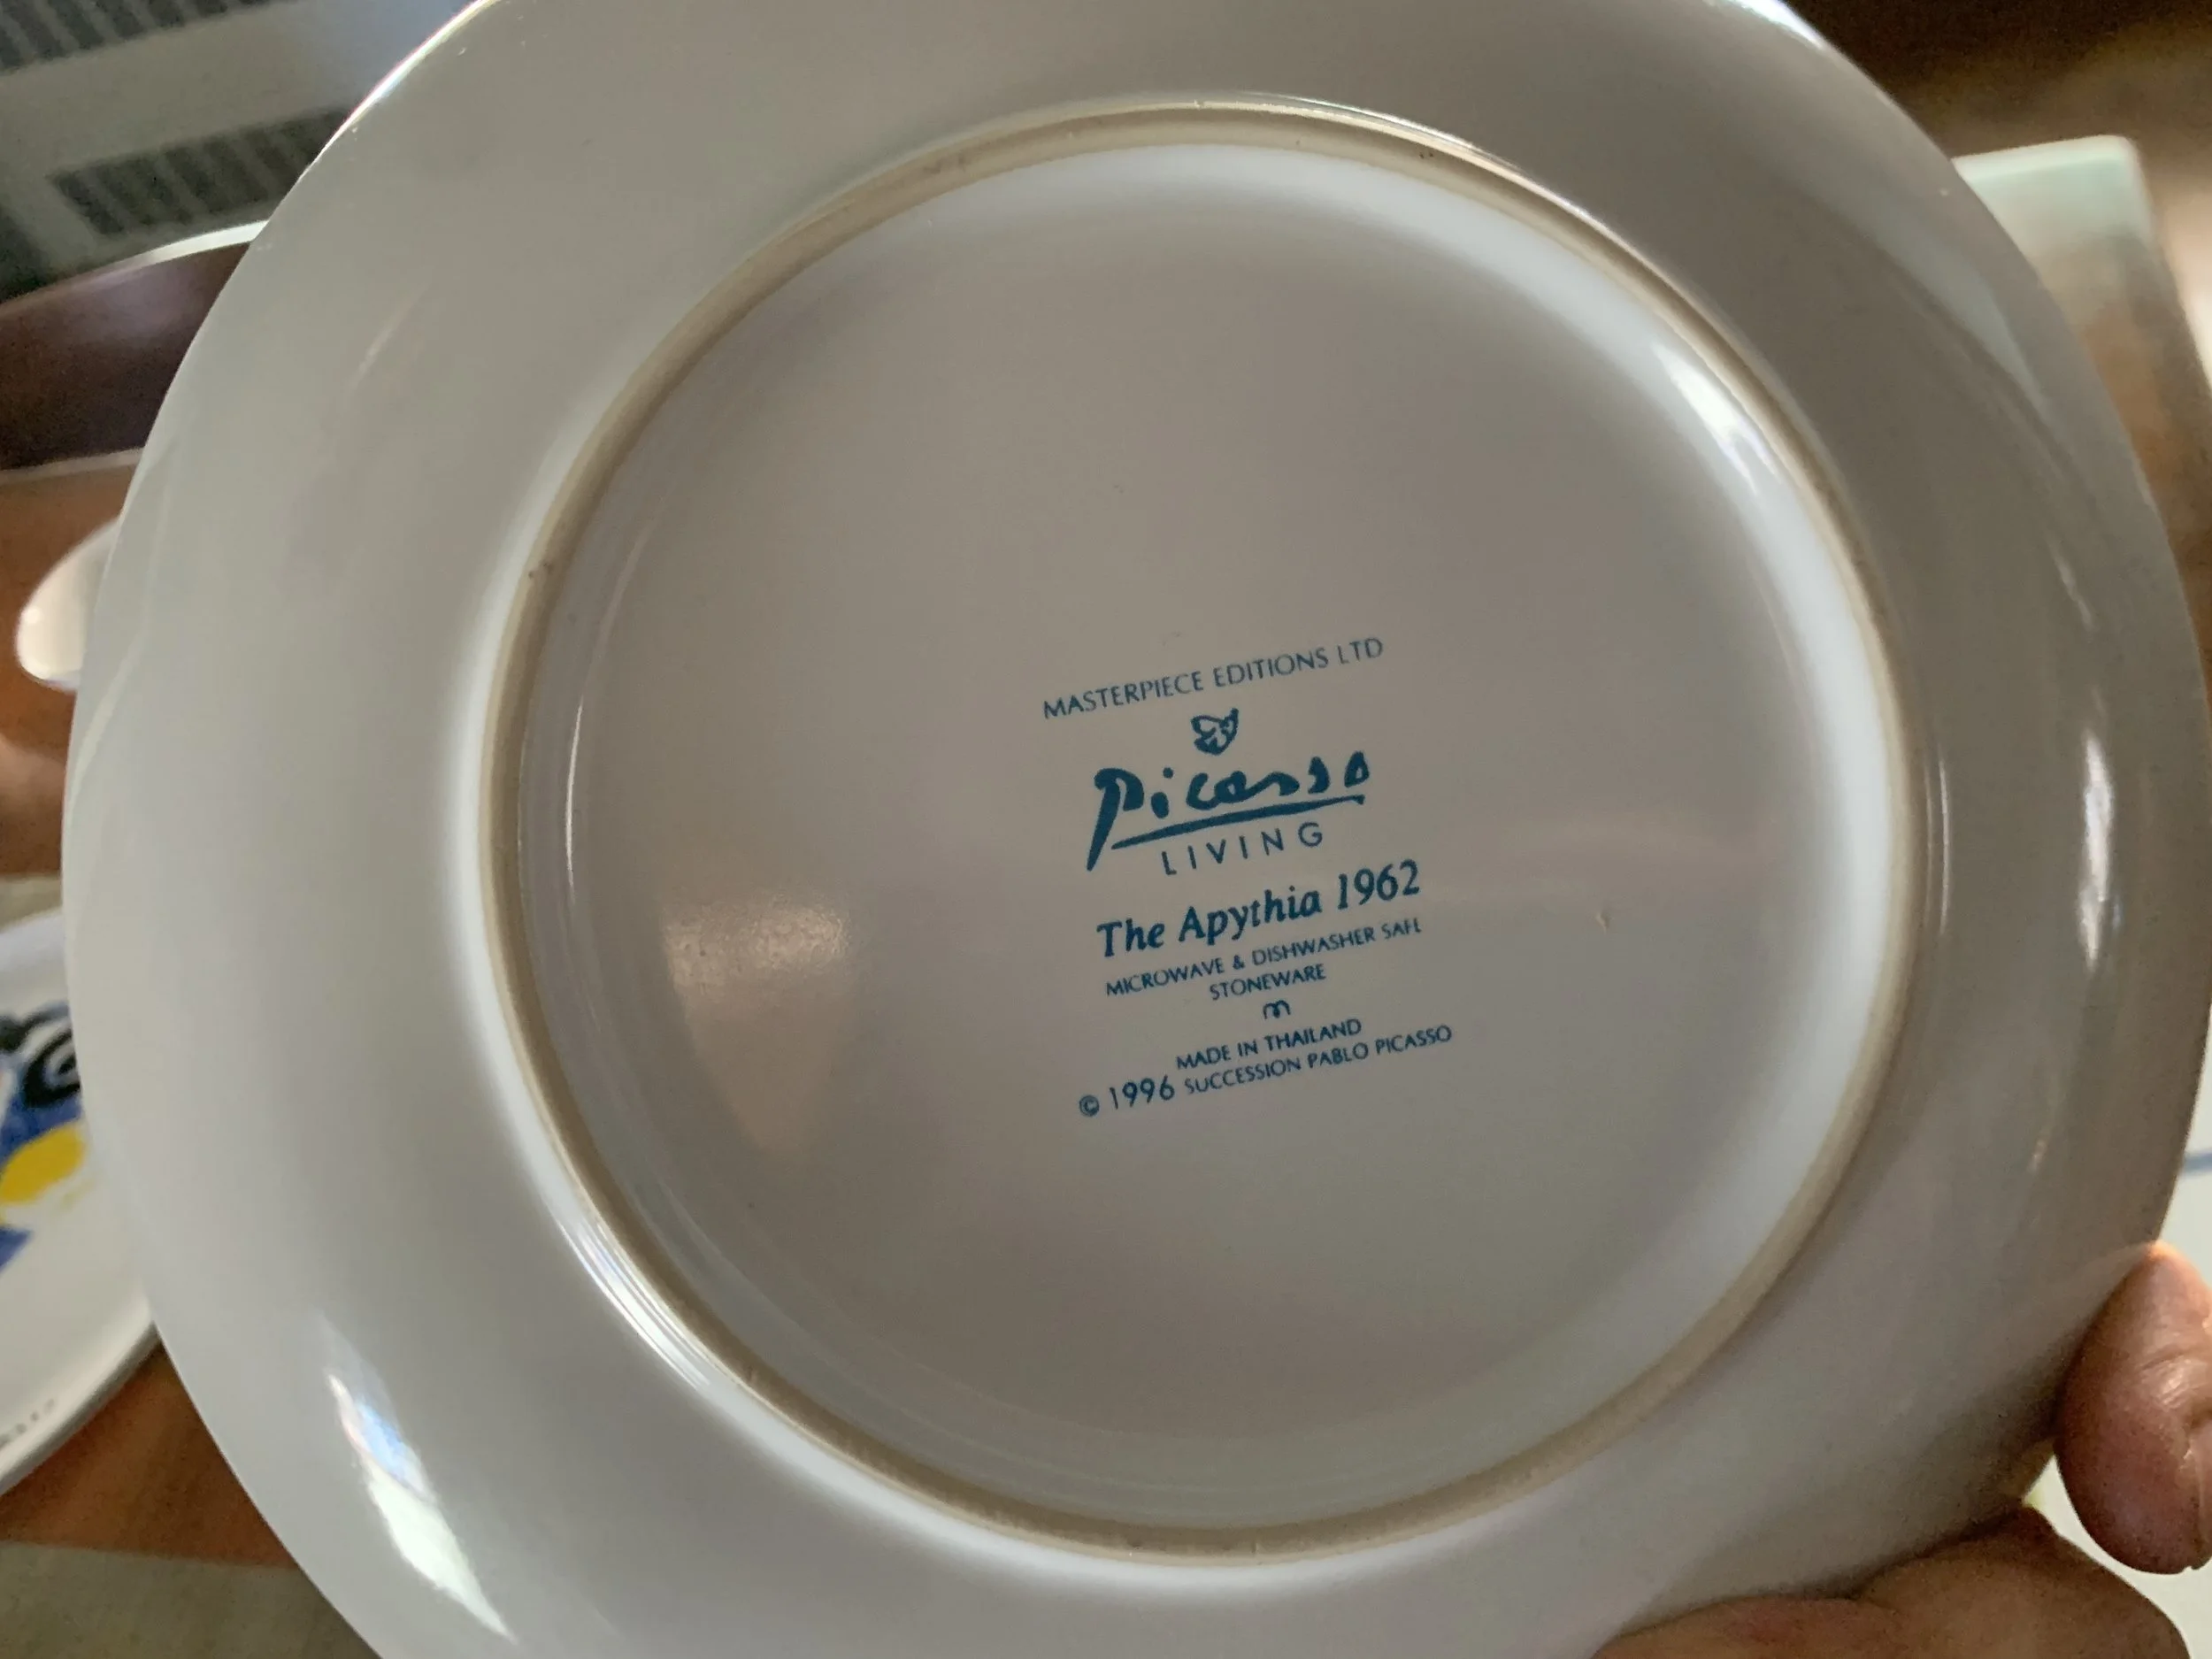 MASTERPIECE EDITIONS LTD
Picasso
LIVING
The Apythia 1962
MICROWAVE & DISHWASHER SAFE
STONEWARE
m
MADE IN THAILAND
© 1996 SUCCESSION PABLO PICASSO